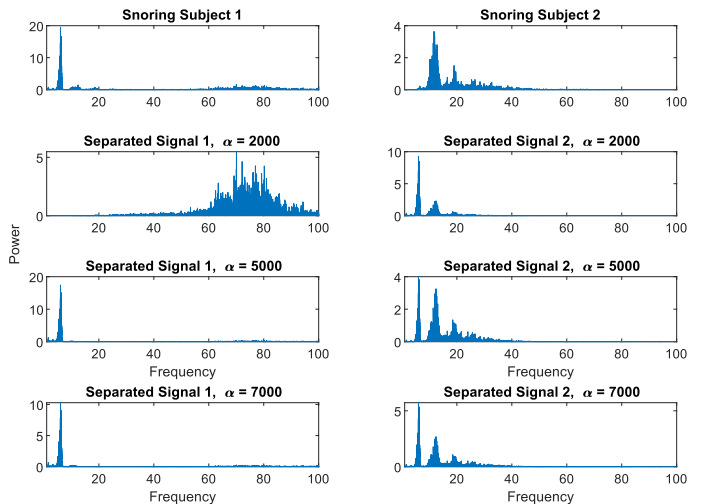 Snoring Subject 1
20
10
0
20 40 60 80 100
Snoring Subject 2
4
2
0
20 40 60 80 100
Separated Signal 1, α = 2000
5
0
20 40 60 80 100
Separated Signal 2, α = 2000
10
5
0
20 40 60 80 100
Power
Separated Signal 1, α = 5000
20
10
0
20 40 60 80 100
Frequency
Separated Signal 2, α = 5000
4
2
0
20 40 60 80 100
Frequency
Separated Signal 1, α = 7000
10
5
0
20 40 60 80 100
Frequency
Separated Signal 2, α = 7000
5
0
20 40 60 80 100
Frequency